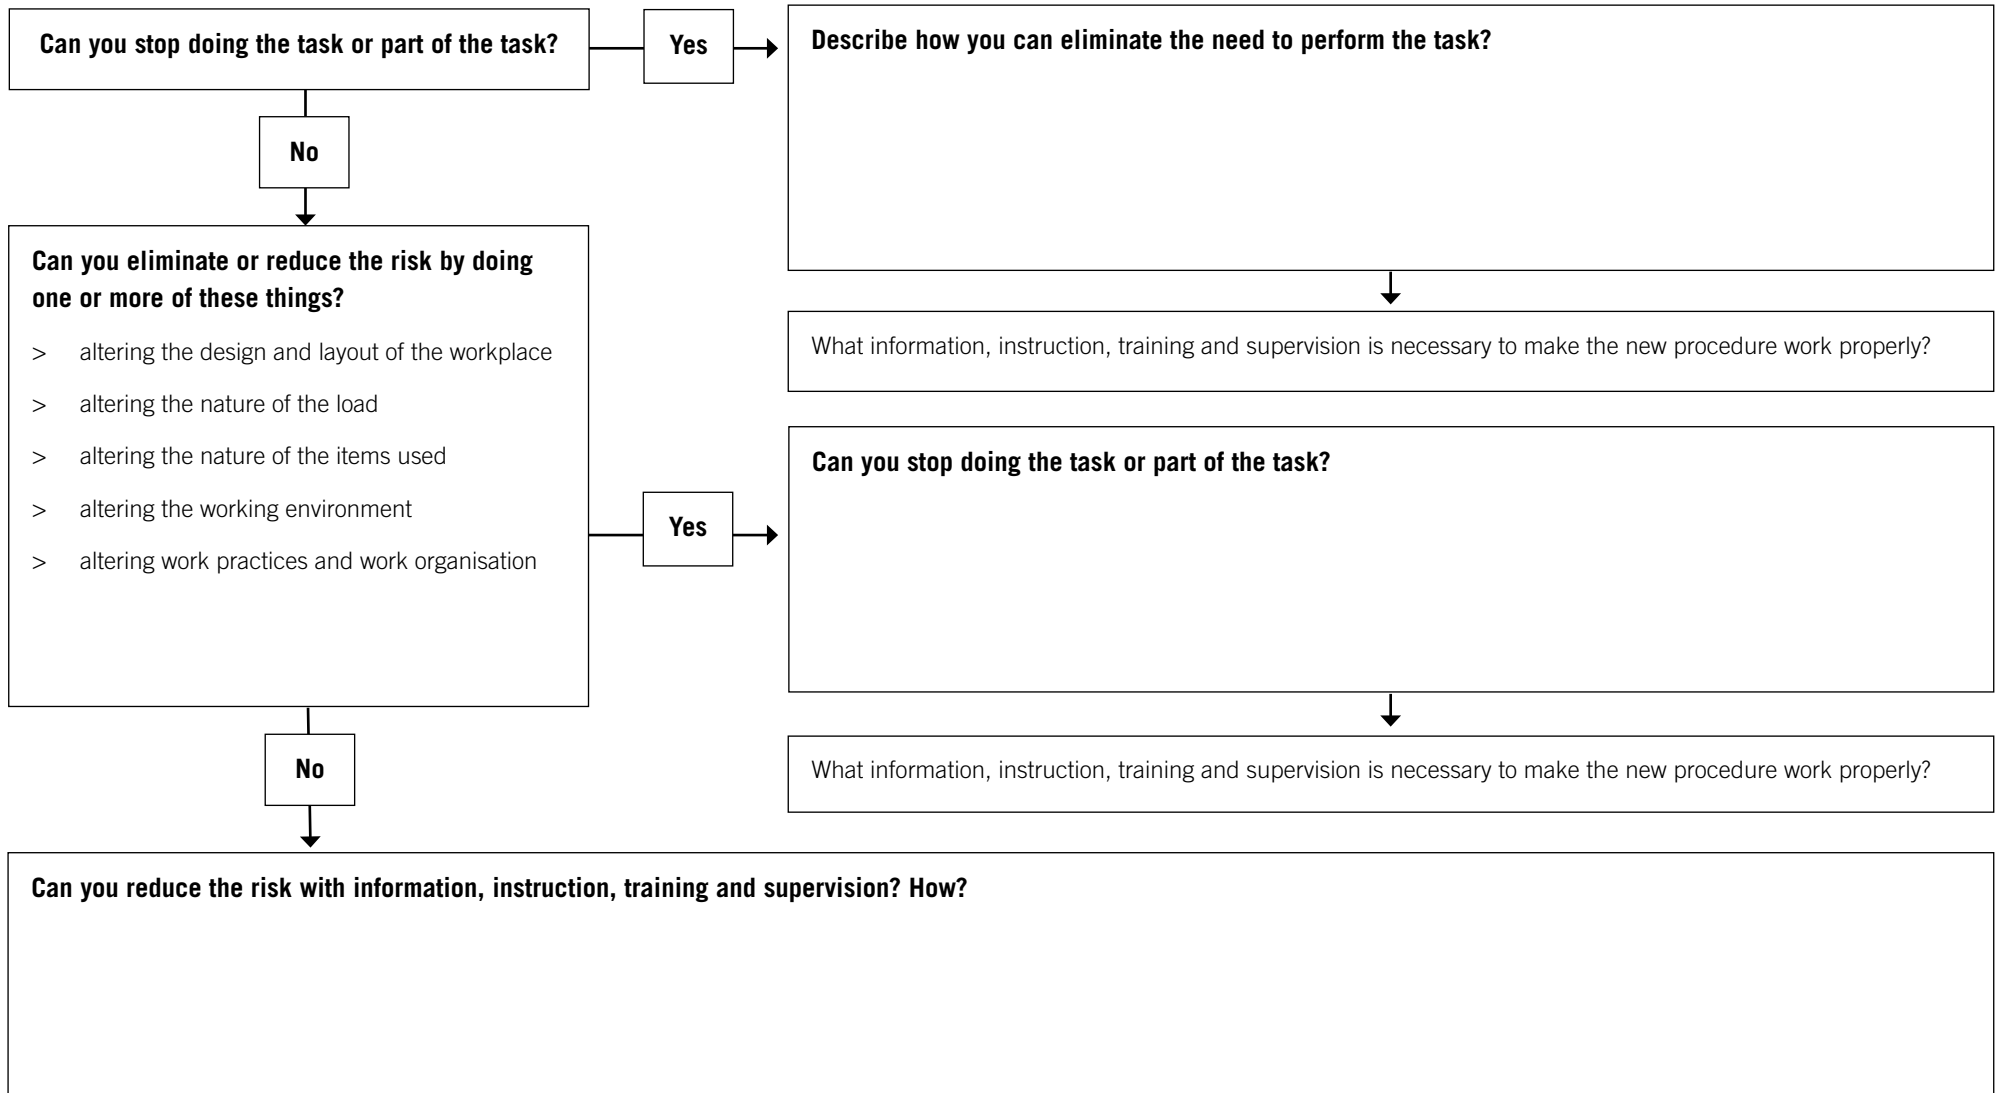 Can you stop doing the task or part of the task?
Yes
Describe how you can eliminate the need to perform the task?
No
What information, instruction, training and supervision is necessary to make the new procedure work properly?
Can you eliminate or reduce the risk by doing
one or more of these things?
> altering the design and layout of the workplace
> altering the nature of the load
> altering the nature of the items used
> altering the working environment
> altering work practices and work organisation
Yes
Can you stop doing the task or part of the task?
What information, instruction, training and supervision is necessary to make the new procedure work properly?
No
Can you reduce the risk with information, instruction, training and supervision? How?